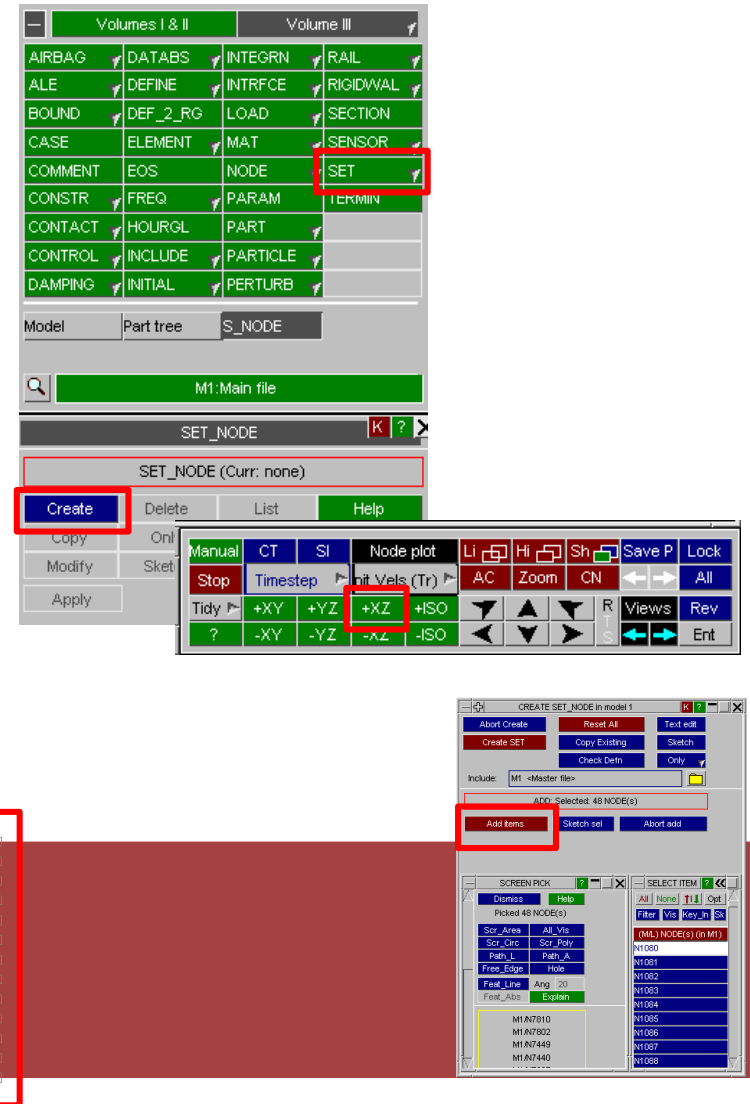 Volumes I & II Volume III
AIRBAG DATABS INTEGRN RAIL
ALE DEFINE INTRFCE RIGIDWAL
BOUND DEF_2_RG LOAD SECTION
CASE ELEMENT MAT SENSOR
COMMENT EOS NODE SET
CONSTR FREQ PARAM TERMIN
CONTACT HOURGL PART
CONTROL INCLUDE PARTICLE
DAMPING INITIAL PERTURB
Model Part tree S_NODE
M1:Main file
SET_NODE K ? X
SET_NODE (Curr: none)
Create Delete List Help
Copy Onl
Modify Sket
Apply
Manual CT SI Node plot Li Hi Sh Save P Lock
Stop Timestep nit Vels (Tr) AC Zoom CN All
Tidy +XY +YZ +XZ +ISO R T S Views Rev
? -XY -YZ -XZ -ISO Ent
CREATE SET_NODE in model 1 K ? X
Abort Create Reset All Text edit
Create SET Copy Existing Sketch
Check Defn Only
Include: M1 <Master file>
ADD: Selected: 48 NODE(s)
Add items Sketch sel Abort add
SCREEN PICK ? X
Dismiss Help
Picked 48 NODE(s)
Scr_Area All_Vis
Scr_Circ Scr_Poly
Path_L Path_A
Free_Edge Hole
Feat_Line Ang 20
Feat_Abs Explain
M1/N7810
M1/N7802
M1/N7449
M1/N7440
SELECT ITEM ?
All None Opt
Filter Vis Key_In Sk
(M/L) NODE(s) (in M1)
N1080
N1081
N1082
N1083
N1084
N1085
N1086
N1087
N1088